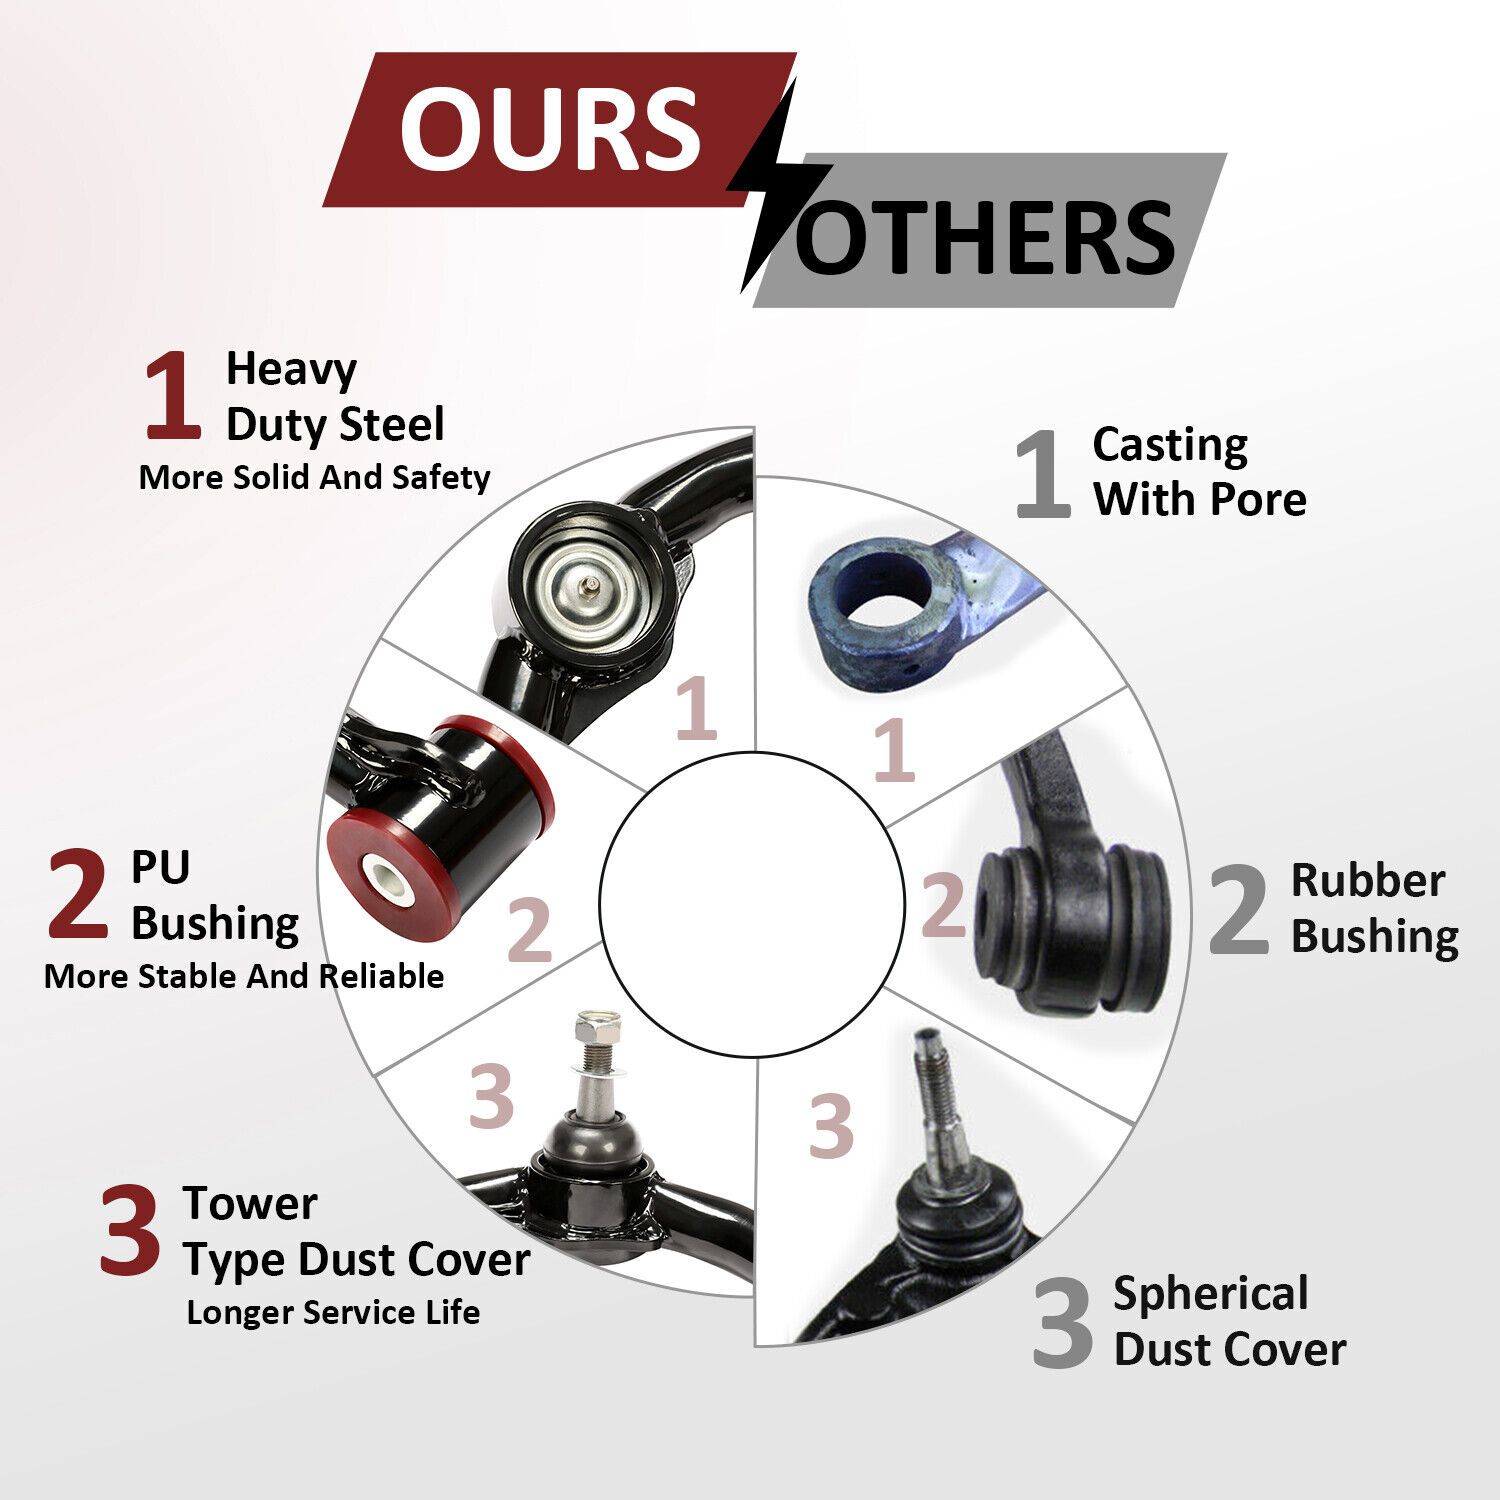 OURS
OTHERS
1 Heavy
Duty Steel
More Solid And Safety
2 PU
Bushing
More Stable And Reliable
3 Tower
Type Dust Cover
Longer Service Life
1 Casting
With Pore
2 Rubber
Bushing
3 Spherical
Dust Cover
1
2
3
1
2
3